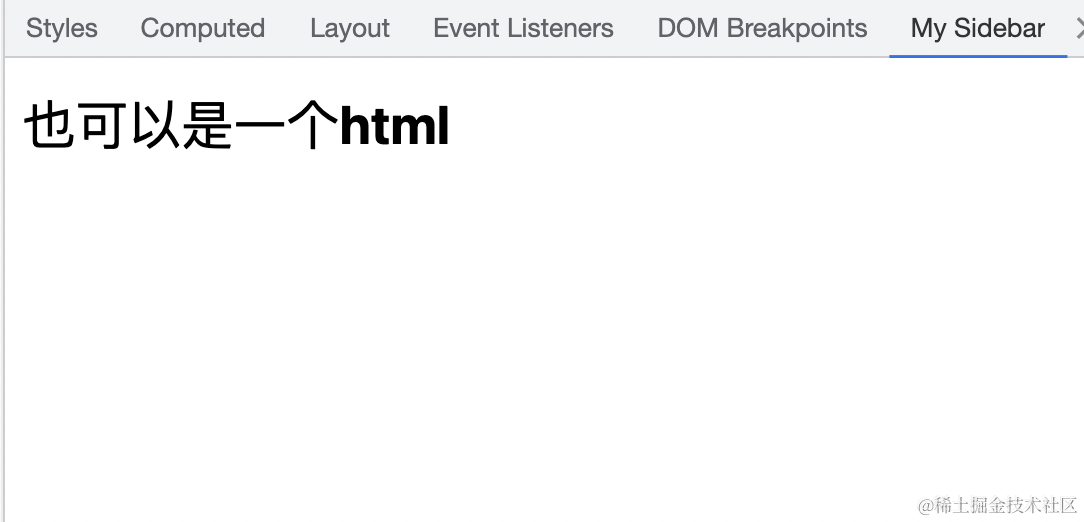 Styles Computed Layout Event Listeners DOM Breakpoints My Sidebar
也可以是一个html
@稀土掘金技术社区